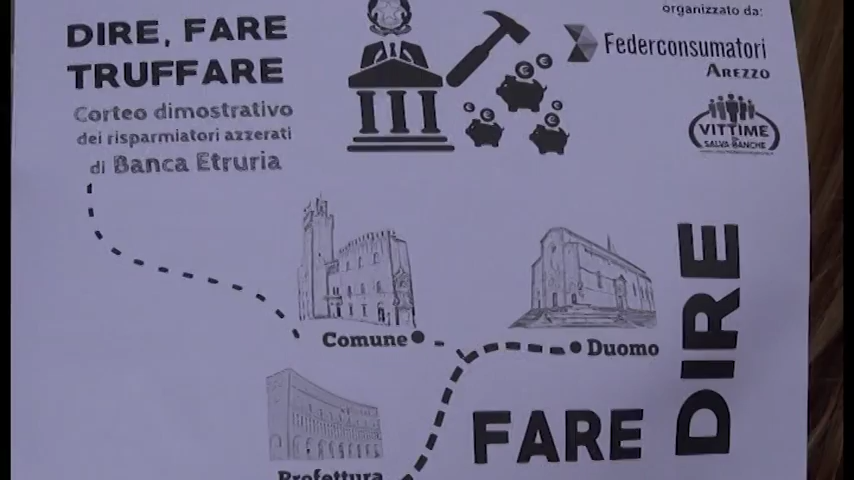 DIRE, FARE
TRUFFARE
Corteo dimostrativo
dei risparmiatori azzerati
di Banca Etruria
organizzato da:
Federconsumatori
AREZZO
VITTIME
SALVA-BANCHE
Comune
Duomo
Prefettura
FARE
DIRE